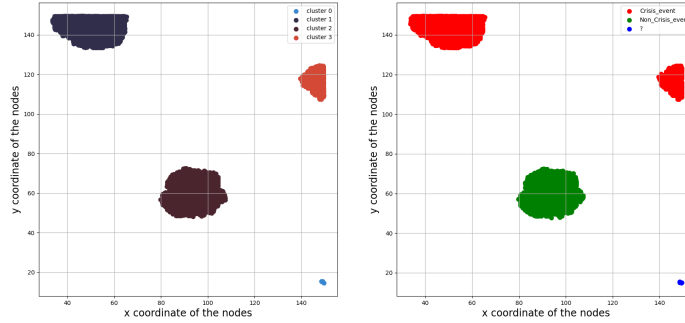 cluster 0
cluster 1
cluster 2
cluster 3
150
140
120
100
80
60
40
20
40
60
80
100
120
140
y coordinate of the nodes
x coordinate of the nodes
Crisis_event
Non_Crisis_event
?
140
120
100
80
60
40
20
40
60
80
100
120
140
y coordinate of the nodes
x coordinate of the nodes